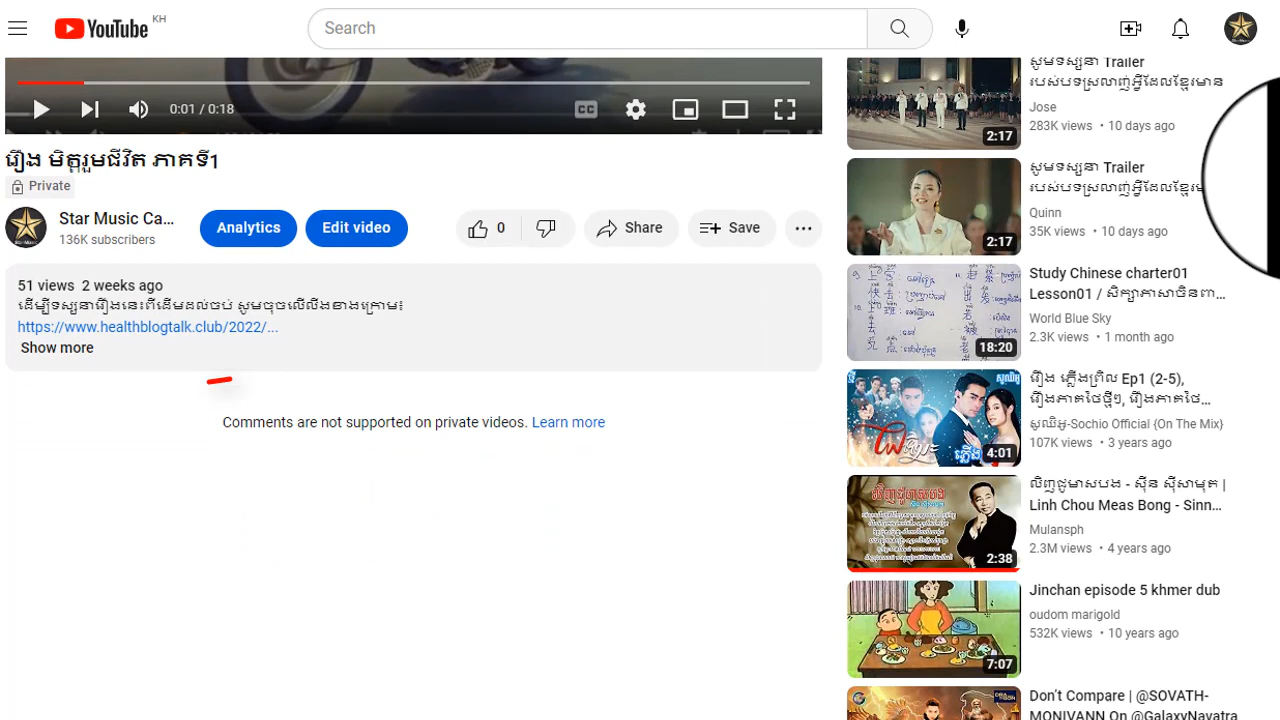 YouTube KH
Search
CC
0:01 / 0:18
រឿង មិត្តរួមជីវិត ភាគទី1
Private
Star Music Ca...
136K subscribers
Analytics
Edit video
0
Share
Save
51 views 2 weeks ago
ដើម្បីទស្សនារឿងនេះពីដើមដល់ចប់ សូមចុចលើលីងខាងក្រោម៖
https://www.healthblogtalk.club/2022/...
Show more
Comments are not supported on private videos. Learn more
សូមទស្សនា Trailer
របស់បទស្រលាញ់អ្វីដែលខ្មែរមាន
Jose
283K views • 10 days ago
2:17
សូមទស្សនា Trailer
របស់បទស្រលាញ់អ្វីដែលខ្មែរម
Quinn
35K views • 10 days ago
2:17
Study Chinese charter01
Lesson01 / សិក្សាភាសាចិនពា...
World Blue Sky
2.3K views • 1 month ago
18:20
រឿង ភ្លើងព្រិល Ep1 (2-5),
រឿងភាគថៃថ្មីៗ, រឿងភាគថៃ...
សូឈីអូ-Sochio Official {On The Mix}
107K views • 3 years ago
4:01
លិញជូមាសបង - ស៊ីន ស៊ីសាមុត |
Linh Chou Meas Bong - Sinn...
Mulansph
2.3M views • 4 years ago
2:38
Jinchan episode 5 khmer dub
oudom marigold
532K views • 10 years ago
7:07
Don't Compare | @SOVATH-
MONIVANN On @GalaxyNavatra